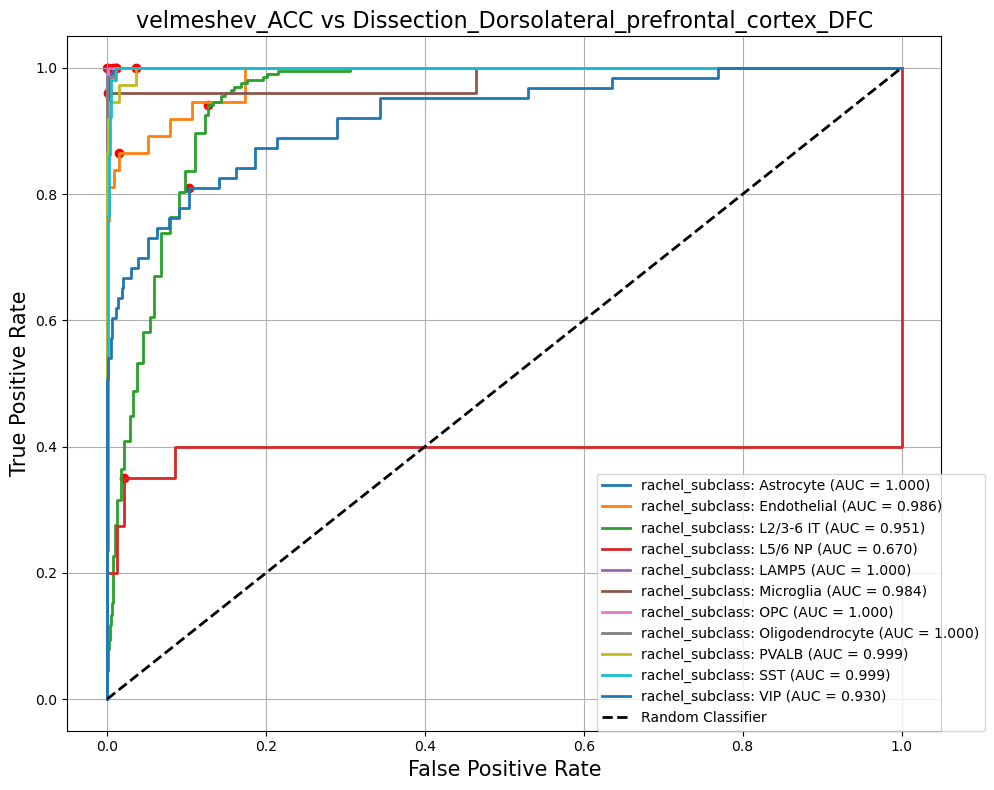 velmeshev_ACC vs Dissection_Dorsolateral_prefrontal_cortex_DFC
True Positive Rate
1.0
0.8
0.6
0.4
0.2
0.0
rachel_subclass: Astrocyte (AUC = 1.000)
rachel_subclass: Endothelial (AUC = 0.986)
rachel_subclass: L2/3-6 IT (AUC = 0.951)
rachel_subclass: L5/6 NP (AUC = 0.670)
rachel_subclass: LAMP5 (AUC = 1.000)
rachel_subclass: Microglia (AUC = 0.984)
rachel_subclass: OPC (AUC = 1.000)
rachel_subclass: Oligodendrocyte (AUC = 1.000)
rachel_subclass: PVALB (AUC = 0.999)
rachel_subclass: SST (AUC = 0.999)
rachel_subclass: VIP (AUC = 0.930)
Random Classifier
0.0 0.2 0.4 0.6 0.8 1.0
False Positive Rate